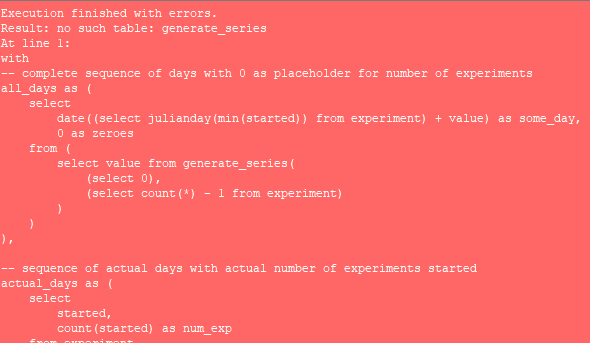 Execution finished with errors.
Result: no such table: generate_series
At line 1:
with
-- complete sequence of days with 0 as placeholder for number of experiments
all_days as (
    select
        date((select julianday(min(started)) from experiment) + value) as some_day,
        0 as zeroes
    from (
        select value from generate_series(
            (select 0),
            (select count(*) - 1 from experiment)
        )
    )
),

-- sequence of actual days with actual number of experiments started
actual_days as (
    select
        started,
        count(started) as num_exp
    from experiment